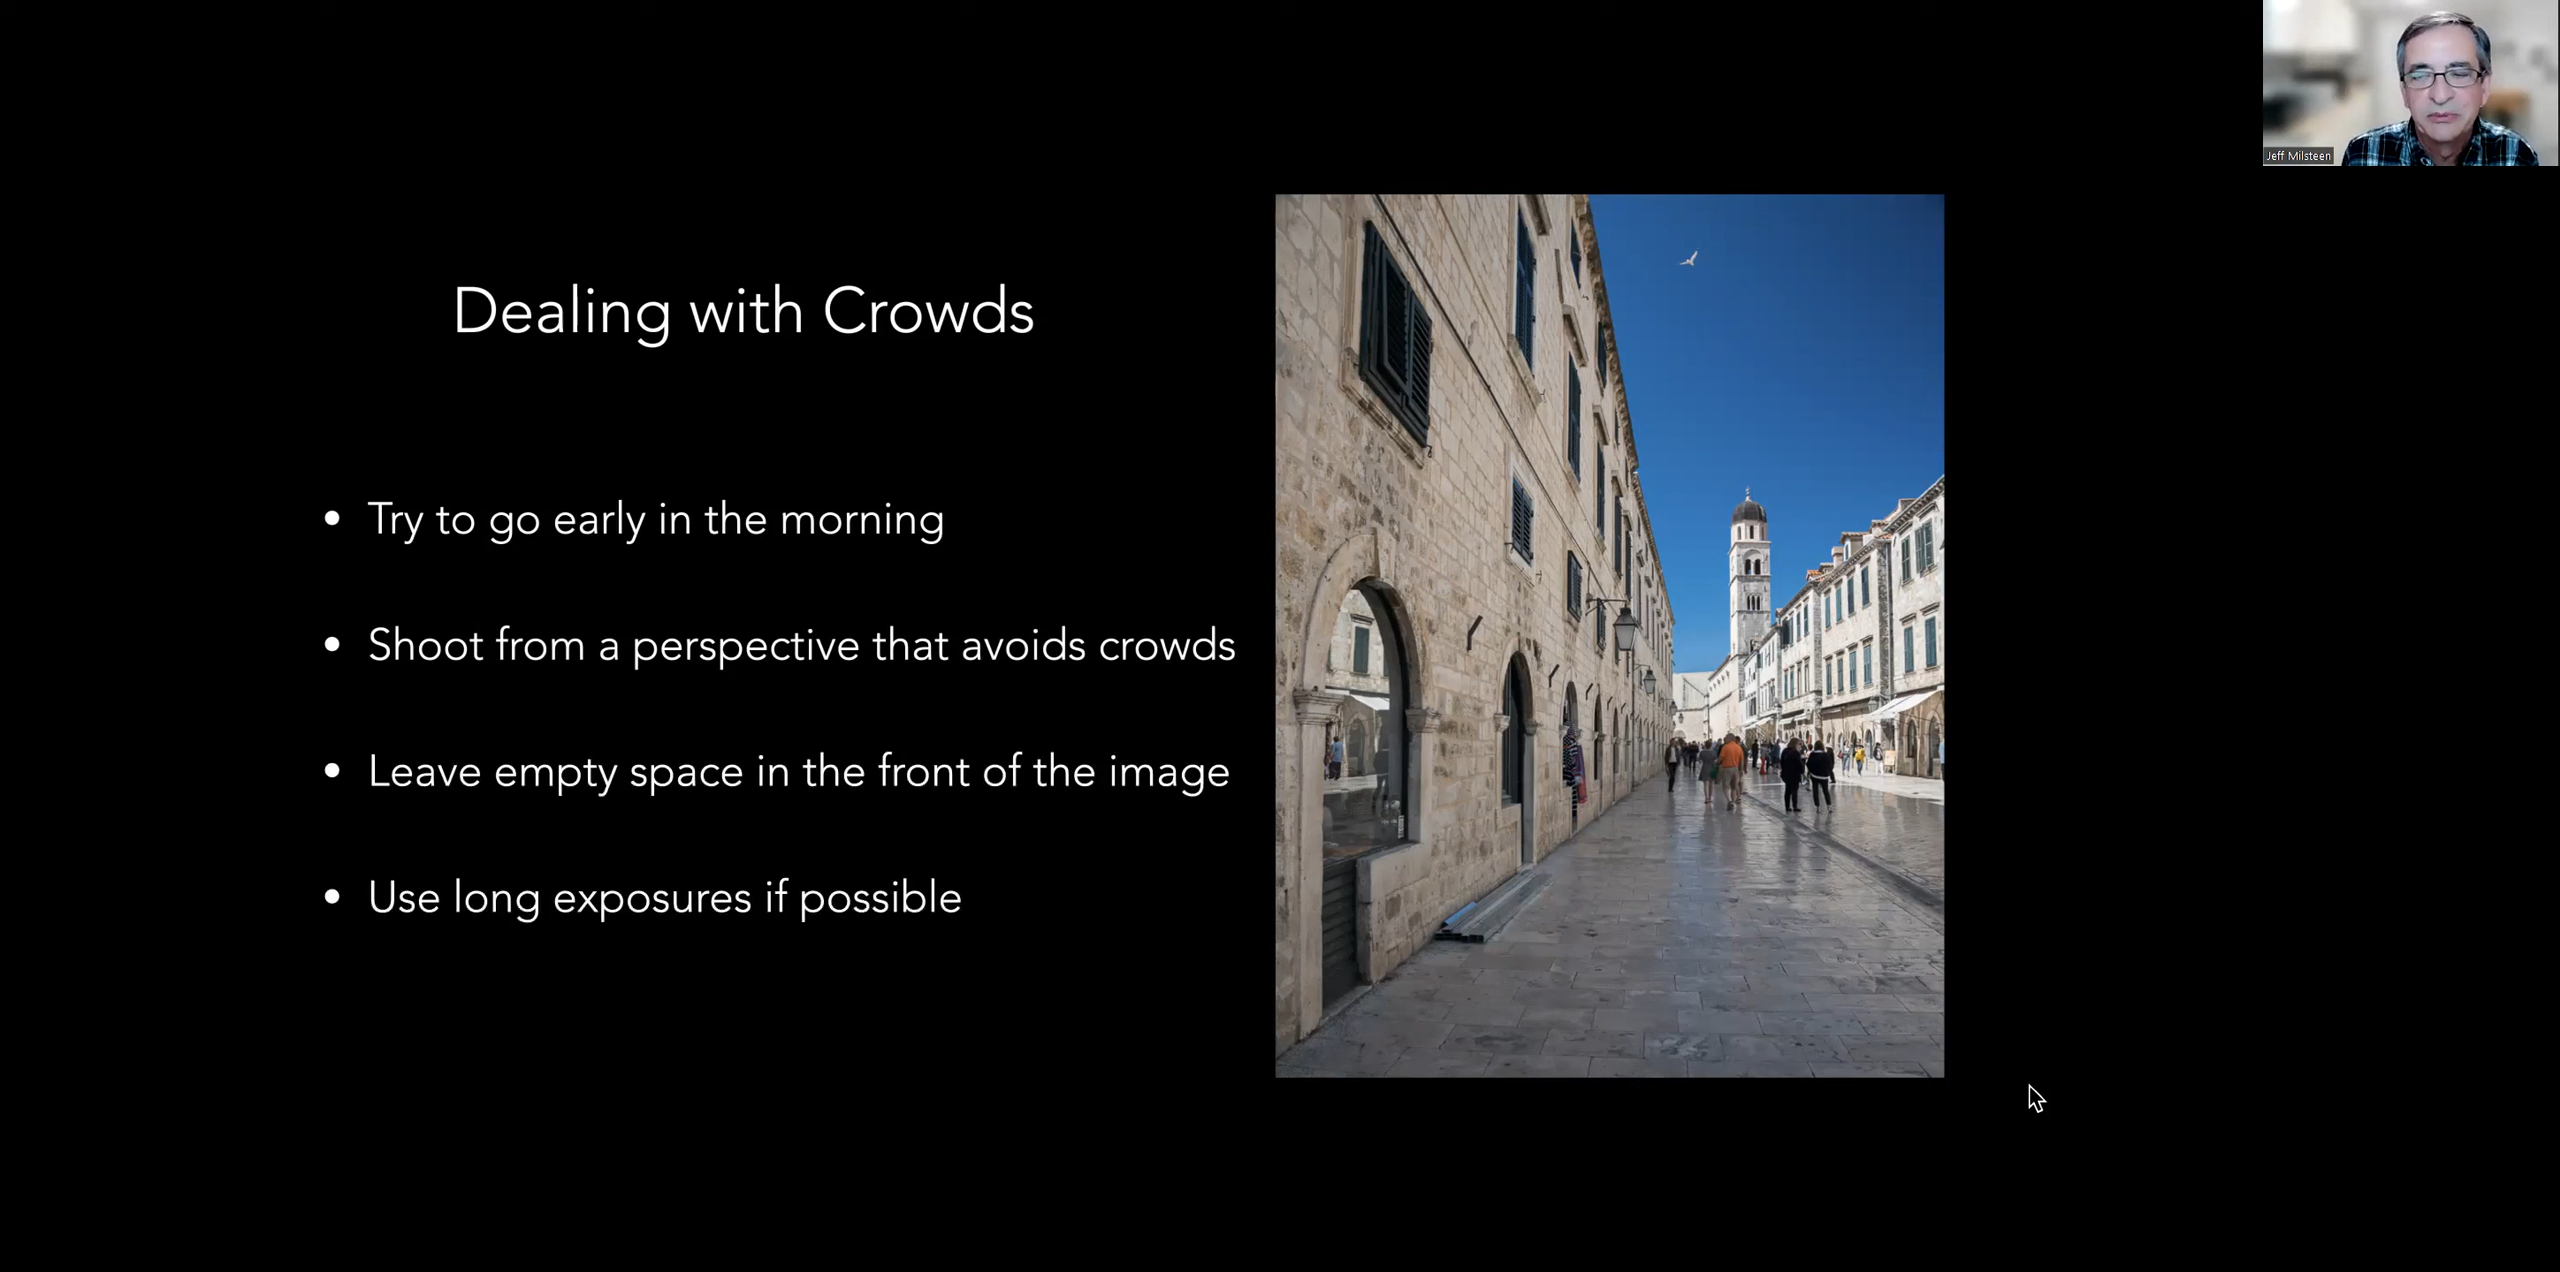 Jeff Milsteen
Dealing with Crowds
• Try to go early in the morning
• Shoot from a perspective that avoids crowds
• Leave empty space in the front of the image
• Use long exposures if possible